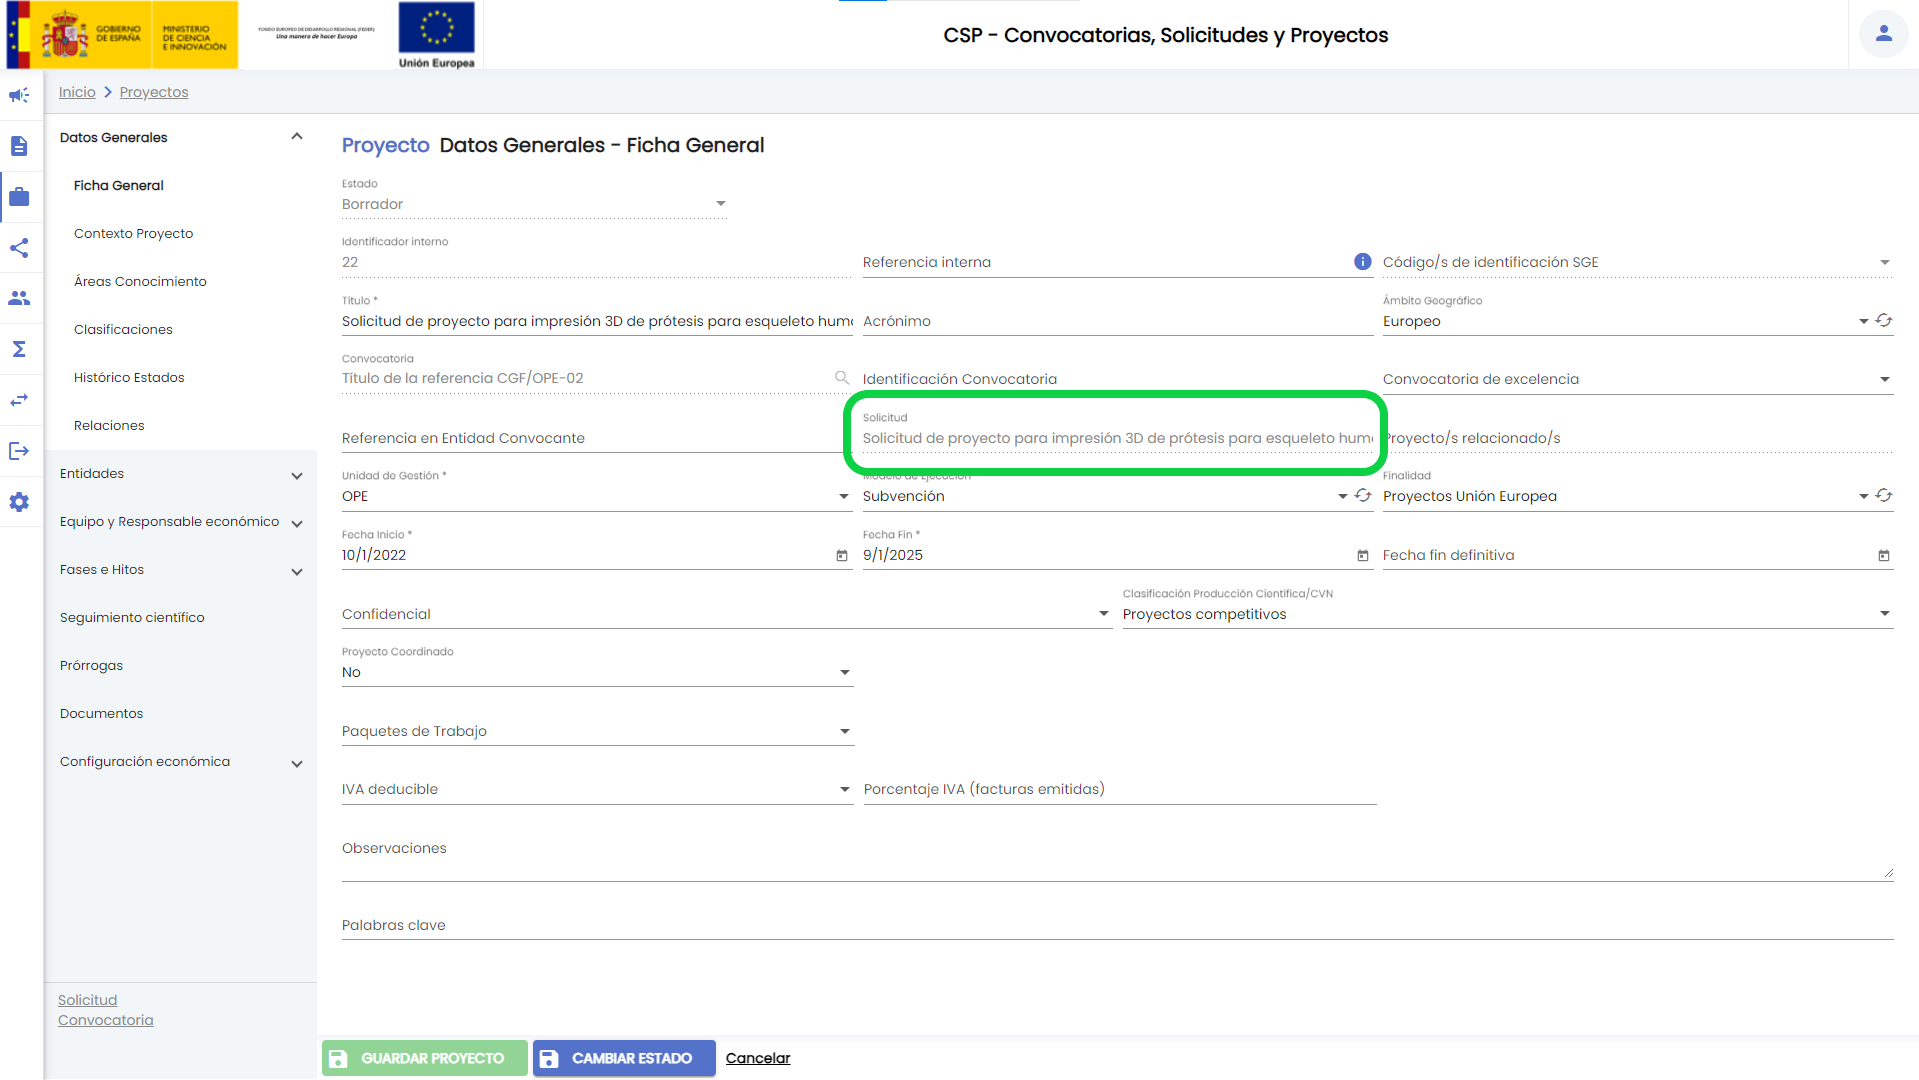 GOBIERNO
DE ESPAÑA
MINISTERIO
DE CIENCIA
E INNOVACIÓN
FONDO EUROPEO DE DESARROLLO REGIONAL (FEDER)
Una manera de hacer Europa
Unión Europea
CSP - Convocatorias, Solicitudes y Proyectos
Inicio > Proyectos
Datos Generales
Ficha General
Contexto Proyecto
Áreas Conocimiento
Clasificaciones
Histórico Estados
Relaciones
Entidades
Equipo y Responsable económico
Fases e Hitos
Seguimiento científico
Prórrogas
Documentos
Configuración económica
Solicitud
Convocatoria
Proyecto Datos Generales - Ficha General
Estado
Borrador
Identificador interno
22
Referencia interna
Código/s de identificación SGE
Título *
Solicitud de proyecto para impresión 3D de prótesis para esqueleto hum
Acrónimo
Ámbito Geográfico
Europeo
Convocatoria
Título de la referencia CGF/OPE-02
Identificación Convocatoria
Convocatoria de excelencia
Referencia en Entidad Convocante
Solicitud
Solicitud de proyecto para impresión 3D de prótesis para esqueleto hum
Proyecto/s relacionado/s
Unidad de Gestión *
OPE
Modelo de Ejecución
Subvención
Finalidad
Proyectos Unión Europea
Fecha Inicio *
10/1/2022
Fecha Fin *
9/1/2025
Fecha fin definitiva
Confidencial
Clasificación Producción Científica/CVN
Proyectos competitivos
Proyecto Coordinado
No
Paquetes de Trabajo
IVA deducible
Porcentaje IVA (facturas emitidas)
Observaciones
Palabras clave
GUARDAR PROYECTO
CAMBIAR ESTADO
Cancelar